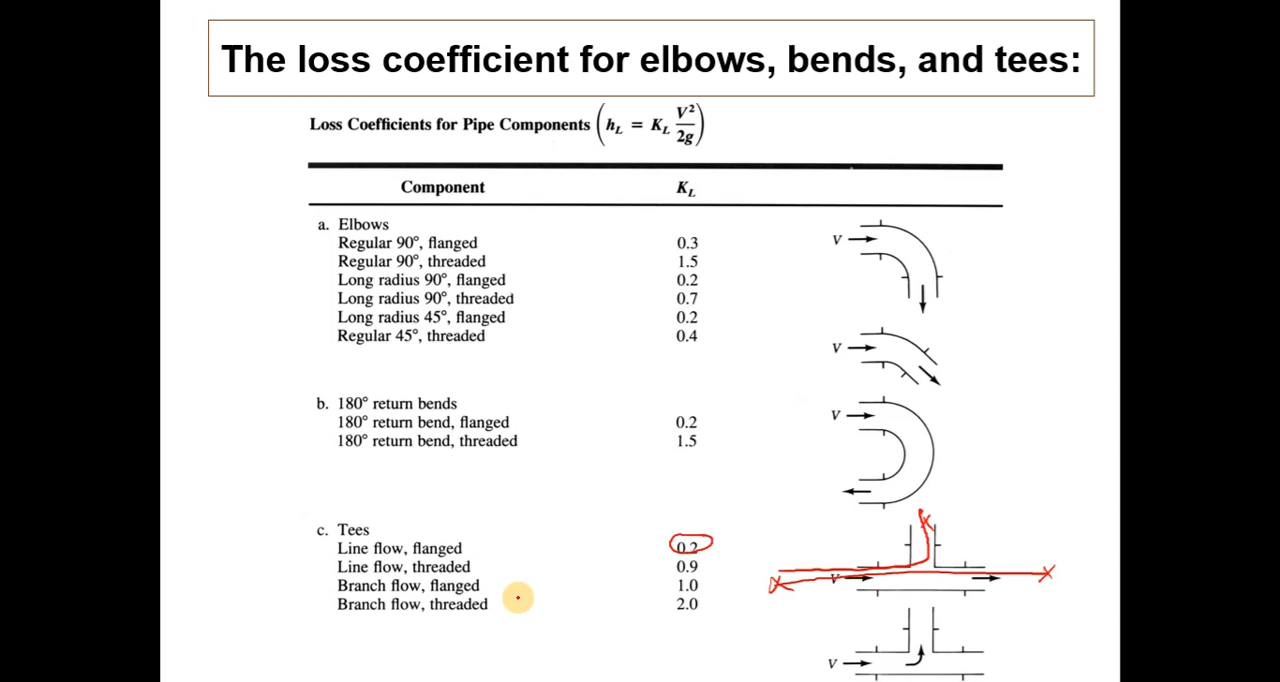 The loss coefficient for elbows, bends, and tees:
Loss Coefficients for Pipe Components (h_L = K_L V²/2g)
Component K_L
a. Elbows
Regular 90°, flanged 0.3
Regular 90°, threaded 1.5
Long radius 90°, flanged 0.2
Long radius 90°, threaded 0.7
Long radius 45°, flanged 0.2
Regular 45°, threaded 0.4
V
V
b. 180° return bends
180° return bend, flanged 0.2
180° return bend, threaded 1.5
V
c. Tees
Line flow, flanged 0.2
Line flow, threaded 0.9
Branch flow, flanged 1.0
Branch flow, threaded 2.0
V
V